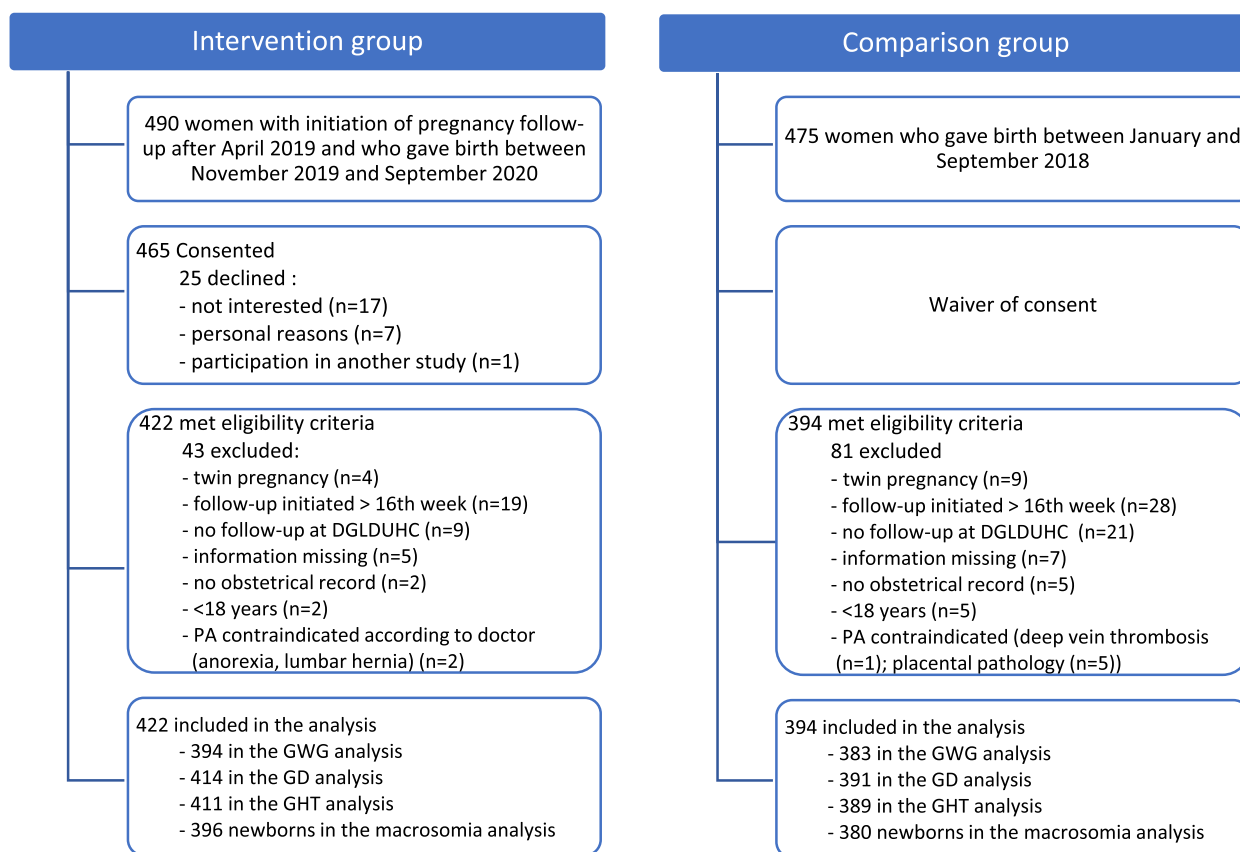 Intervention group
490 women with initiation of pregnancy follow-
up after April 2019 and who gave birth between
November 2019 and September 2020
465 Consented
25 declined :
- not interested (n=17)
- personal reasons (n=7)
- participation in another study (n=1)
422 met eligibility criteria
43 excluded:
- twin pregnancy (n=4)
- follow-up initiated > 16th week (n=19)
- no follow-up at DGLDUHC (n=9)
- information missing (n=5)
- no obstetrical record (n=2)
- <18 years (n=2)
- PA contraindicated according to doctor
(anorexia, lumbar hernia) (n=2)
422 included in the analysis
- 394 in the GWG analysis
- 414 in the GD analysis
- 411 in the GHT analysis
- 396 newborns in the macrosomia analysis
Comparison group
475 women who gave birth between January and
September 2018
Waiver of consent
394 met eligibility criteria
81 excluded
- twin pregnancy (n=9)
- follow-up initiated > 16th week (n=28)
- no follow-up at DGLDUHC (n=21)
- information missing (n=7)
- no obstetrical record (n=5)
- <18 years (n=5)
- PA contraindicated (deep vein thrombosis
(n=1); placental pathology (n=5))
394 included in the analysis
- 383 in the GWG analysis
- 391 in the GD analysis
- 389 in the GHT analysis
- 380 newborns in the macrosomia analysis